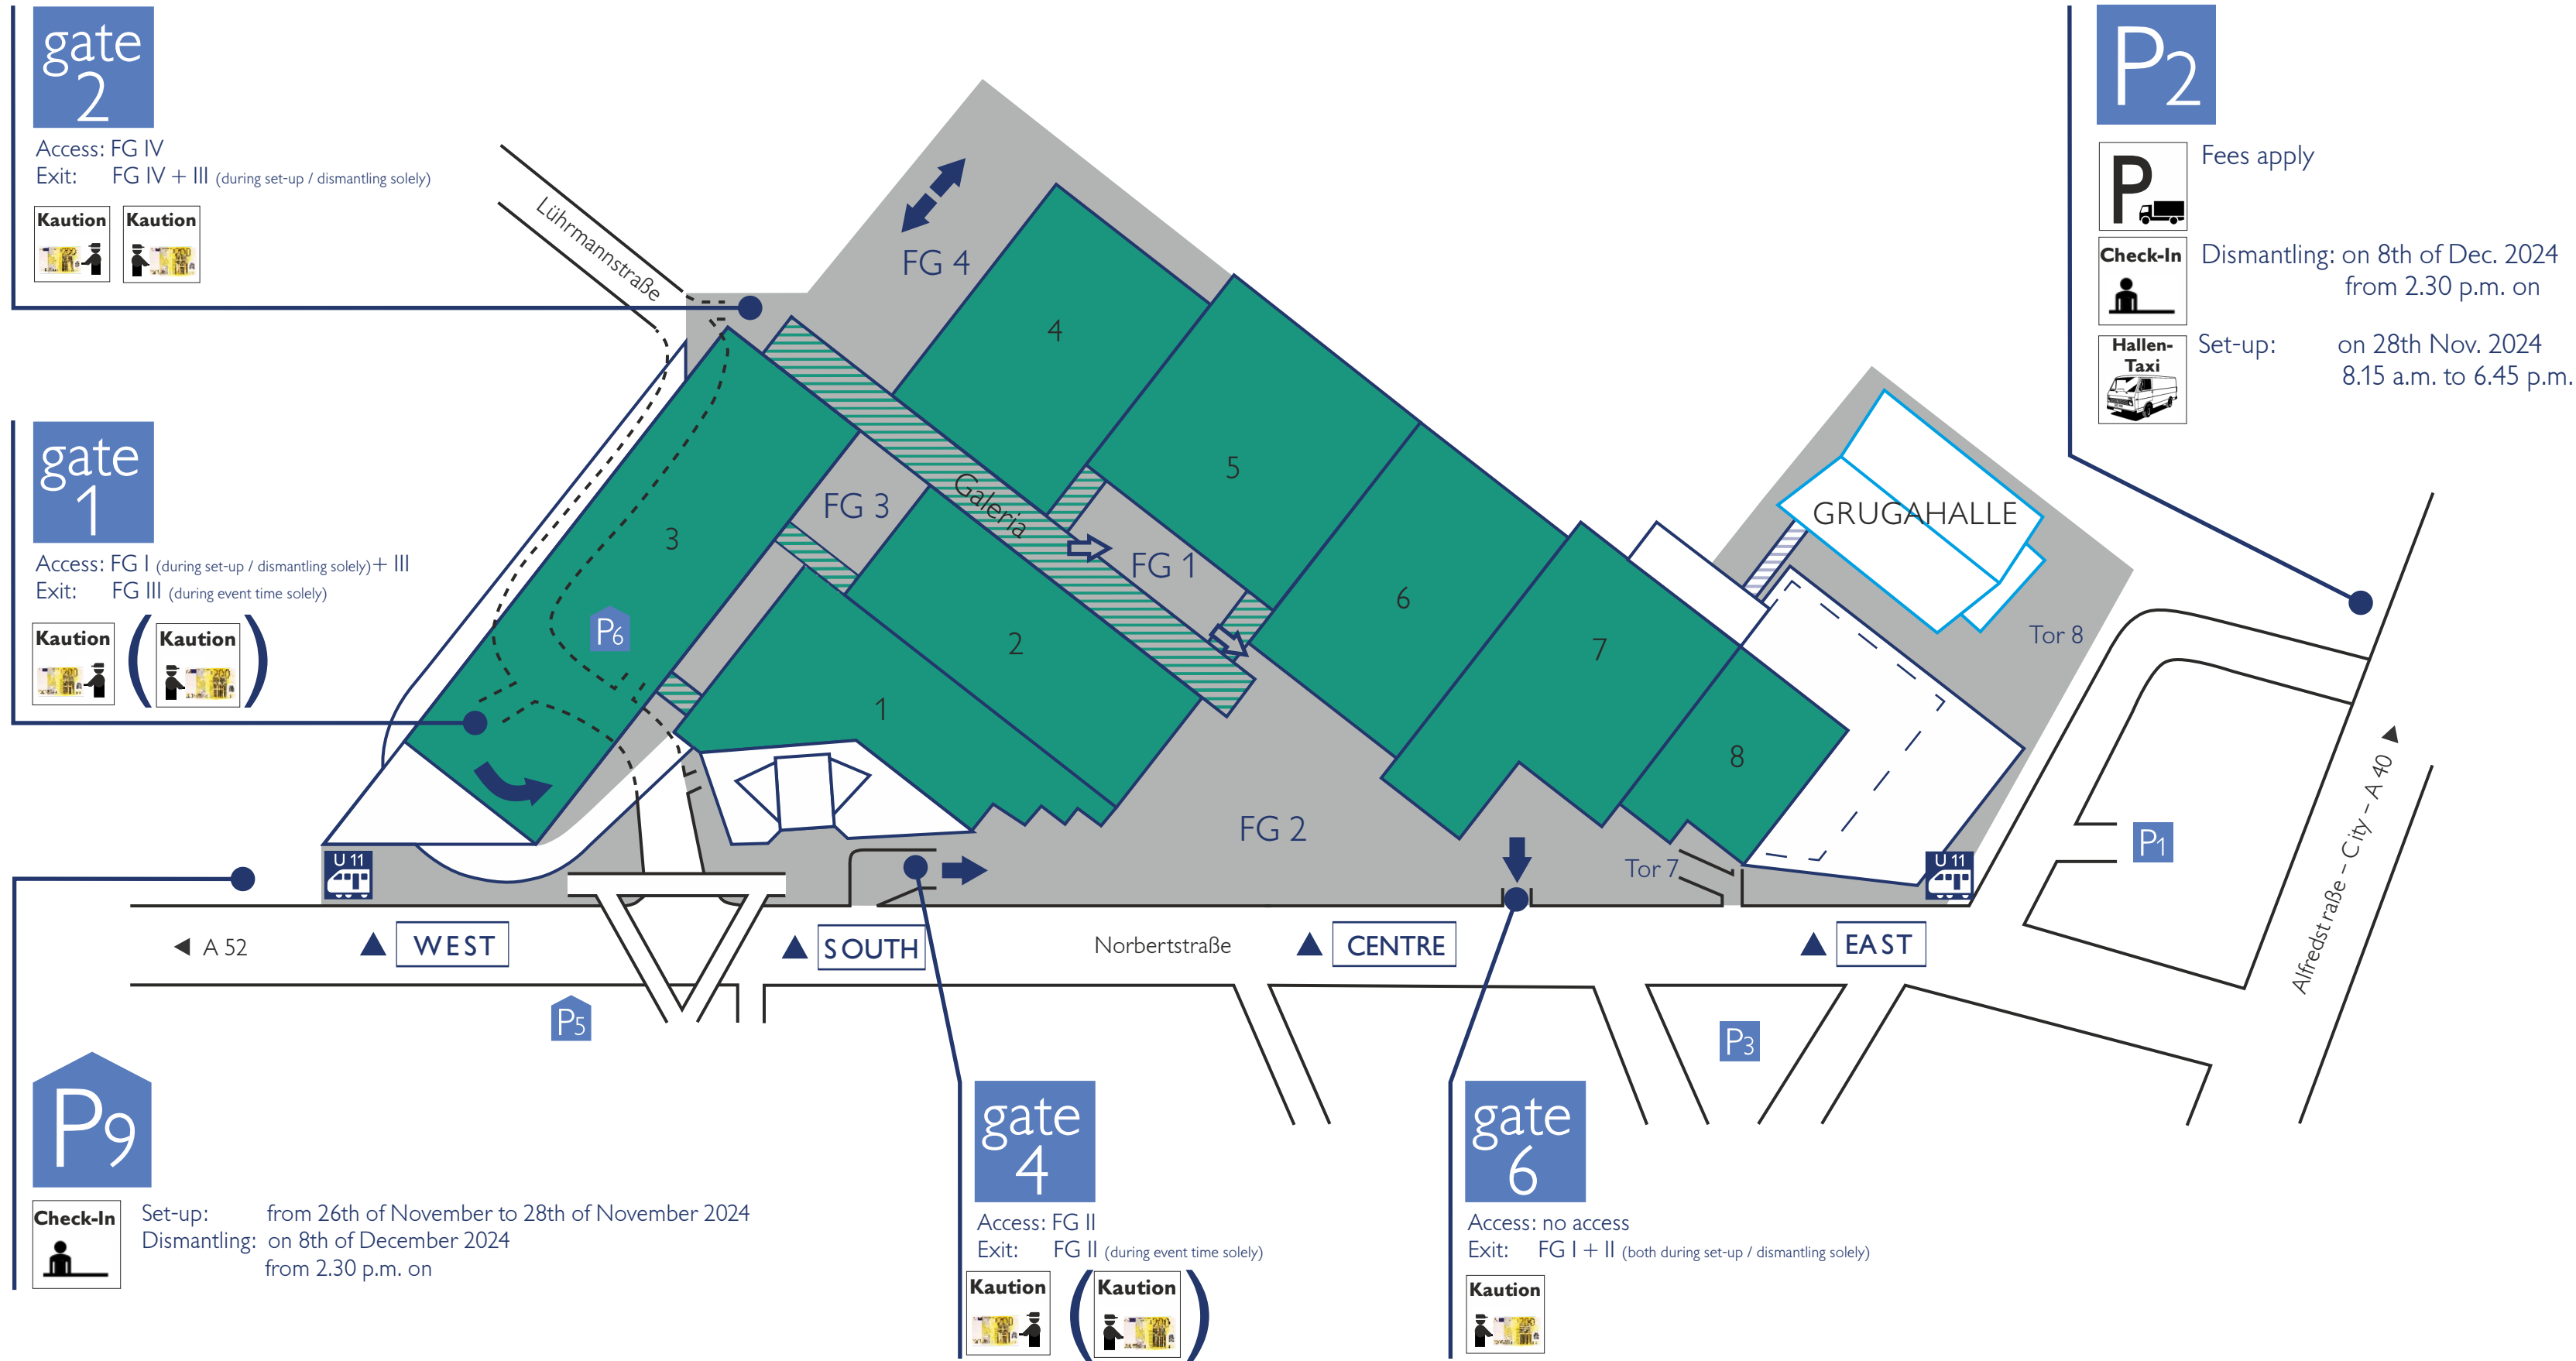 gate
2
Access: FG IV
Exit: FG IV + III (during set-up / dismantling solely)
Kaution
Kaution
gate
1
Access: FG I (during set-up / dismantling solely)+ III
Exit: FG III (during event time solely)
Kaution
(Kaution)
P9
Check-In
Set-up: from 26th of November to 28th of November 2024
Dismantling: on 8th of December 2024
from 2.30 p.m. on
P2
P
Fees apply
Check-In
Dismantling: on 8th of Dec. 2024
from 2.30 p.m. on
Hallen-
Taxi
Set-up: on 28th Nov. 2024
8.15 a.m. to 6.45 p.m.
Lührmannstraße
FG 4
4
5
3
FG 3
Galeria
FG 1
6
P6
2
1
7
8
GRUGAHALLE
Tor 8
FG 2
Tor 7
U 11
U 11
P1
Alfredstraße – City – A 40
A 52
WEST
SOUTH
Norbertstraße
CENTRE
EAST
P5
P3
gate
4
Access: FG II
Exit: FG II (during event time solely)
Kaution
(Kaution)
gate
6
Access: no access
Exit: FG I + II (both during set-up / dismantling solely)
Kaution